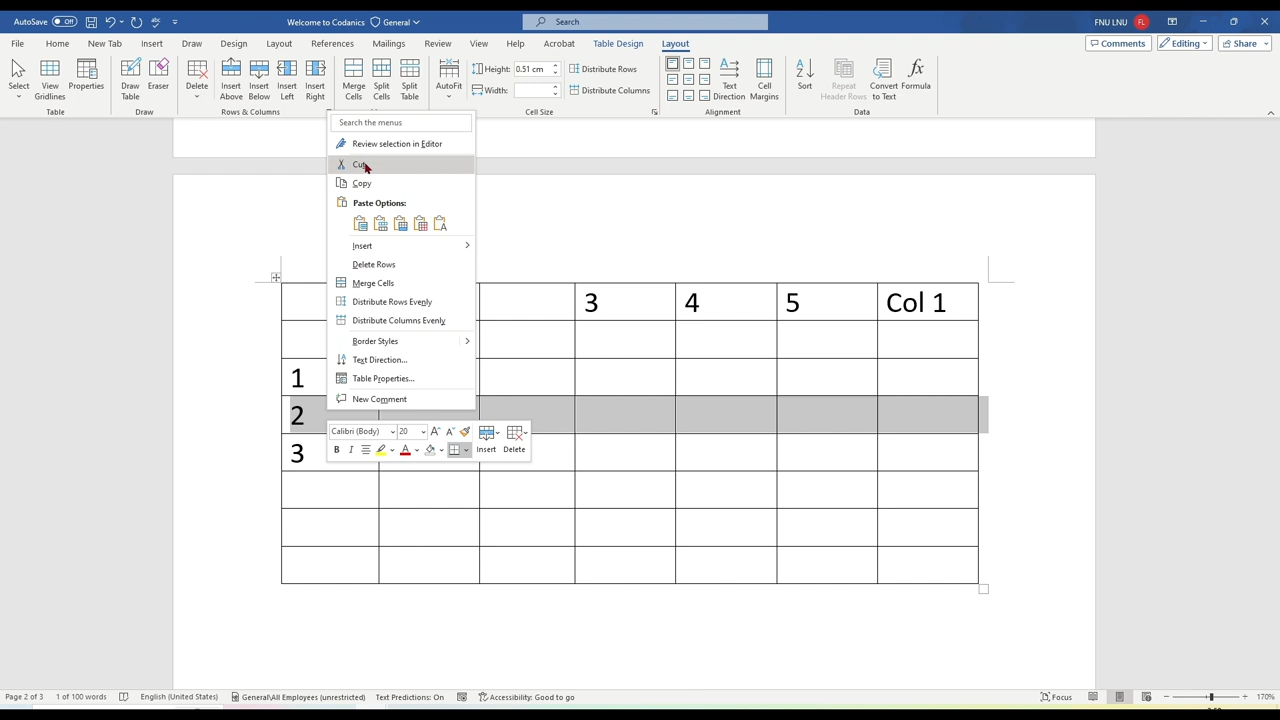 AutoSave Off Welcome to Codanics General Search FNU LNU FL
File Home New Tab Insert Draw Design Layout References Mailings Review View Help Acrobat Table Design Layout Comments Editing Share
Select View Gridlines Properties Draw Table Eraser Delete Insert Above Insert Below Insert Left Insert Right Merge Cells Split Cells Split Table AutoFit Height: 0.51 cm Distribute Rows Text Direction Cell Margins Sort Repeat Header Rows Convert to Text Formula
Width: Distribute Columns
Table Draw Rows & Columns Cell Size Alignment Data
Search the menus
Review selection in Editor
Cut
Copy
Paste Options:
Insert
Delete Rows
Merge Cells
Distribute Rows Evenly
Distribute Columns Evenly
Border Styles
Text Direction...
Table Properties...
New Comment
3 4 5 Col 1
1
2
3
Calibri (Body) 20 A A
B I A Insert Delete
Page 2 of 3 1 of 100 words English (United States) General\All Employees (unrestricted) Text Predictions: On Accessibility: Good to go Focus 170%